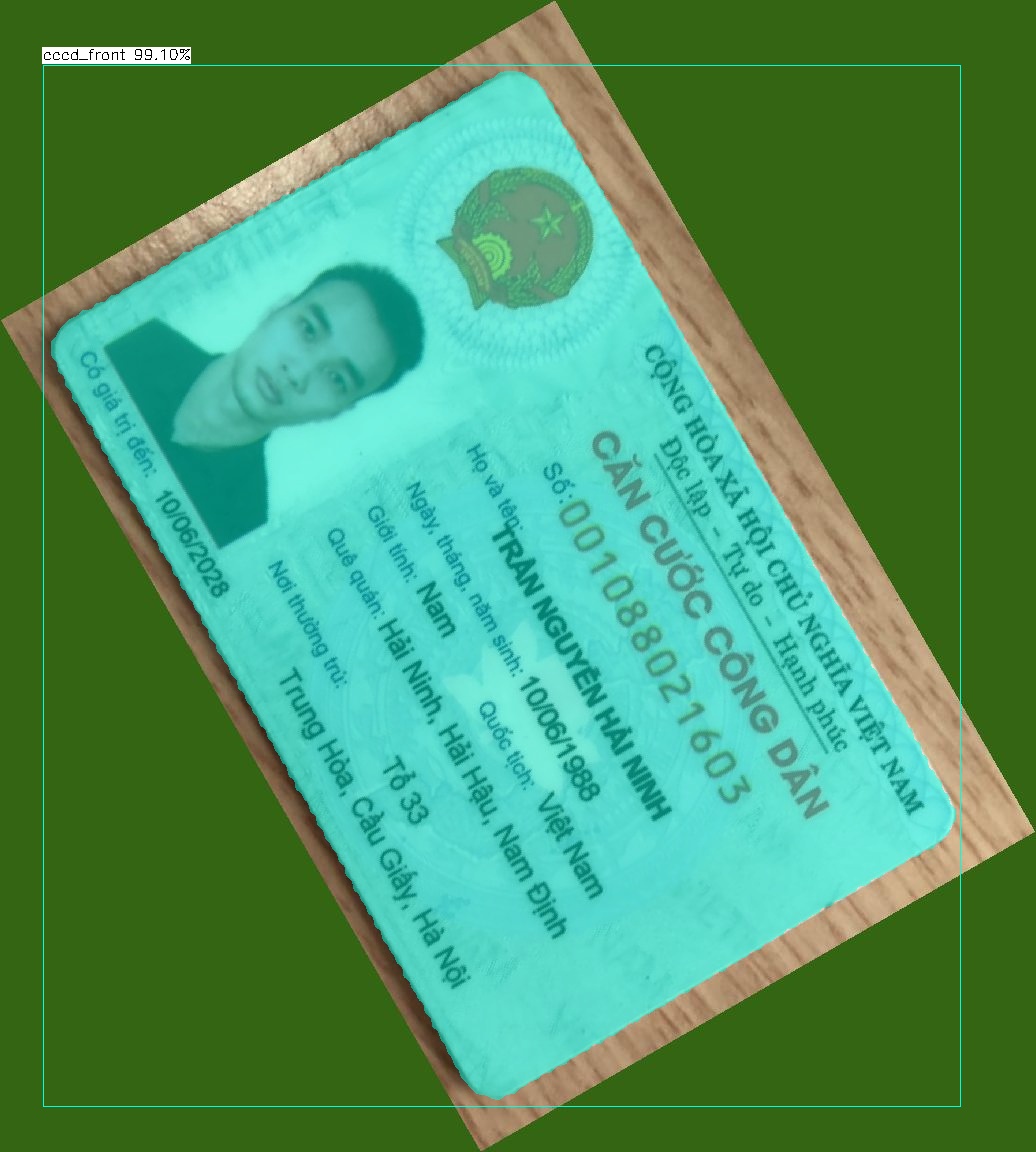 cccd_front 99.10%
CỘNG HÒA XÃ HỘI CHỦ NGHĨA VIỆT NAM
Độc lập - Tự do - Hạnh phúc
CĂN CƯỚC CÔNG DÂN
Số: 001088021603
Họ và tên: TRẦN NGUYỄN HẢI NINH
Ngày, tháng, năm sinh: 10/06/1988
Giới tính: Nam Quốc tịch: Việt Nam
Quê quán: Hải Ninh, Hải Hậu, Nam Định
Nơi thường trú: Tổ 33
Trung Hòa, Cầu Giấy, Hà Nội
Có giá trị đến: 10/06/2028